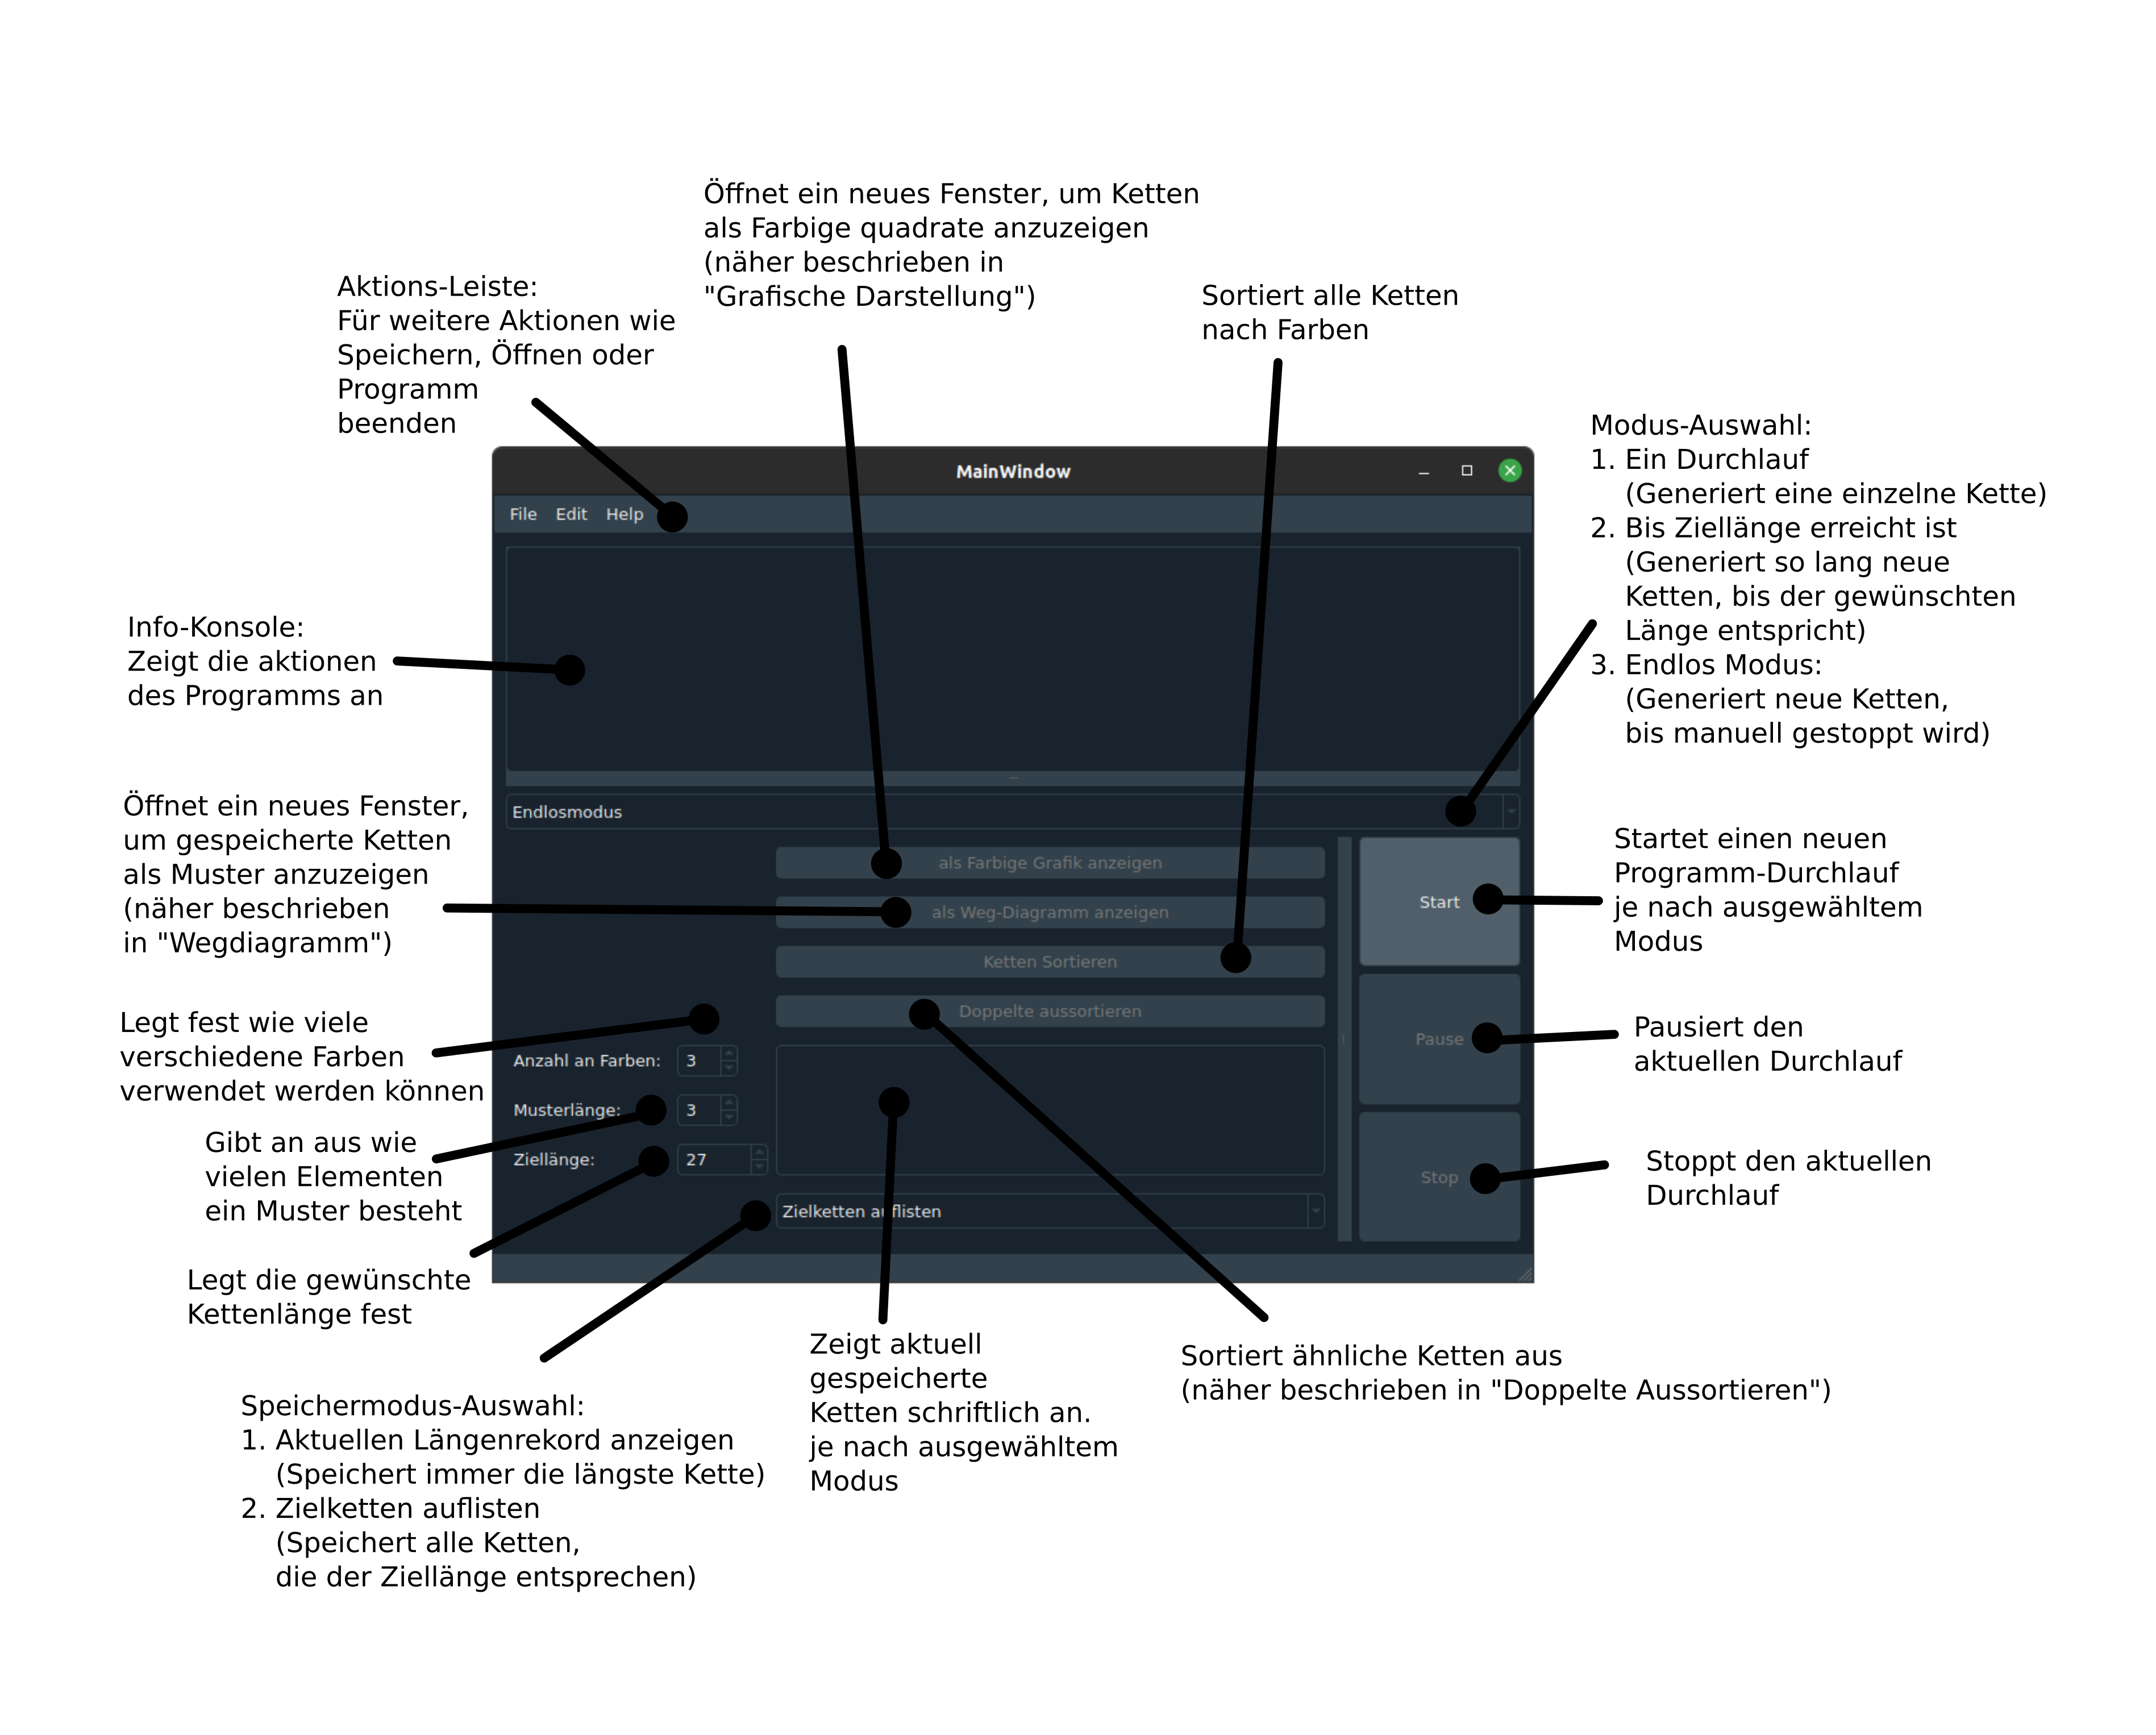 Öffnet ein neues Fenster, um Ketten
als Farbige quadrate anzuzeigen
(näher beschrieben in
"Grafische Darstellung")
Aktions-Leiste:
Für weitere Aktionen wie
Speichern, Öffnen oder
Programm
beenden
Sortiert alle Ketten
nach Farben
Modus-Auswahl:
1. Ein Durchlauf
(Generiert eine einzelne Kette)
2. Bis Ziellänge erreicht ist
(Generiert so lang neue
Ketten, bis der gewünschten
Länge entspricht)
3. Endlos Modus:
(Generiert neue Ketten,
bis manuell gestoppt wird)
MainWindow
File Edit Help
Info-Konsole:
Zeigt die aktionen
des Programms an
Öffnet ein neues Fenster,
um gespeicherte Ketten
als Muster anzuzeigen
(näher beschrieben
in "Wegdiagramm")
Endlosmodus
als Farbige Grafik anzeigen
als Weg-Diagramm anzeigen
Ketten Sortieren
Doppelte aussortieren
Start
Pause
Stop
Startet einen neuen
Programm-Durchlauf
je nach ausgewähltem
Modus
Pausiert den
aktuellen Durchlauf
Stoppt den aktuellen
Durchlauf
Legt fest wie viele
verschiedene Farben
verwendet werden können
Anzahl an Farben: 3
Musterlänge: 3
Ziellänge: 27
Zielketten auflisten
Gibt an aus wie
vielen Elementen
ein Muster besteht
Legt die gewünschte
Kettenlänge fest
Speichermodus-Auswahl:
1. Aktuellen Längenrekord anzeigen
(Speichert immer die längste Kette)
2. Zielketten auflisten
(Speichert alle Ketten,
die der Ziellänge entsprechen)
Zeigt aktuell
gespeicherte
Ketten schriftlich an.
je nach ausgewähltem
Modus
Sortiert ähnliche Ketten aus
(näher beschrieben in "Doppelte Aussortieren")